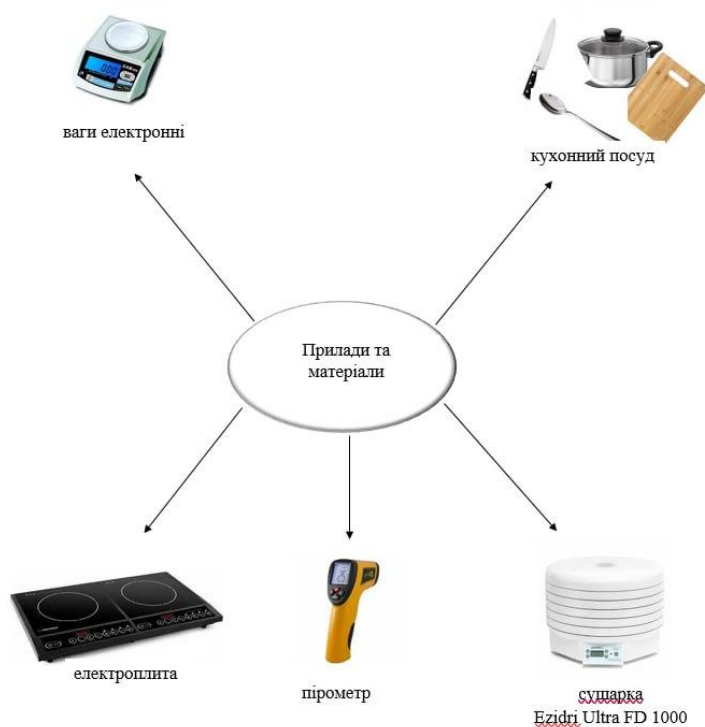 ваги електронні
кухонний посуд
Прилади та
матеріали
електроплита
пірометр
сушарка
Ezidri Ultra FD 1000